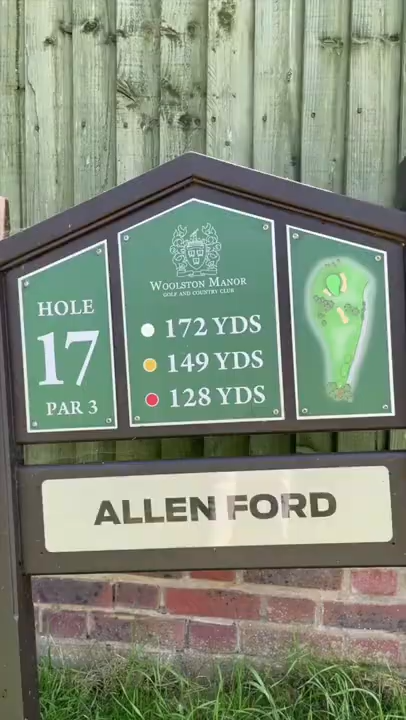 HOLE
17
PAR 3
WOOLSTON MANOR
GOLF AND COUNTRY CLUB
172 YDS
149 YDS
128 YDS
ALLEN FORD